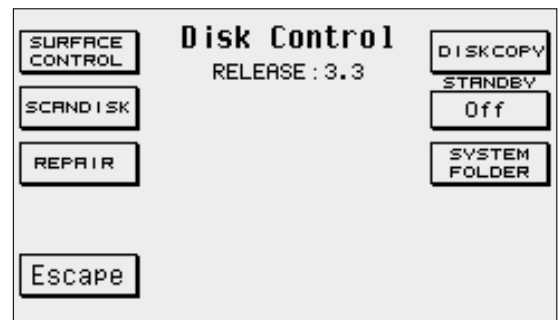 Disk Control
RELEASE:3.3
SURFACE
CONTROL
SCANDISK
REPAIR
Escape
DISKCOPY
STANDBY
Off
SYSTEM
FOLDER